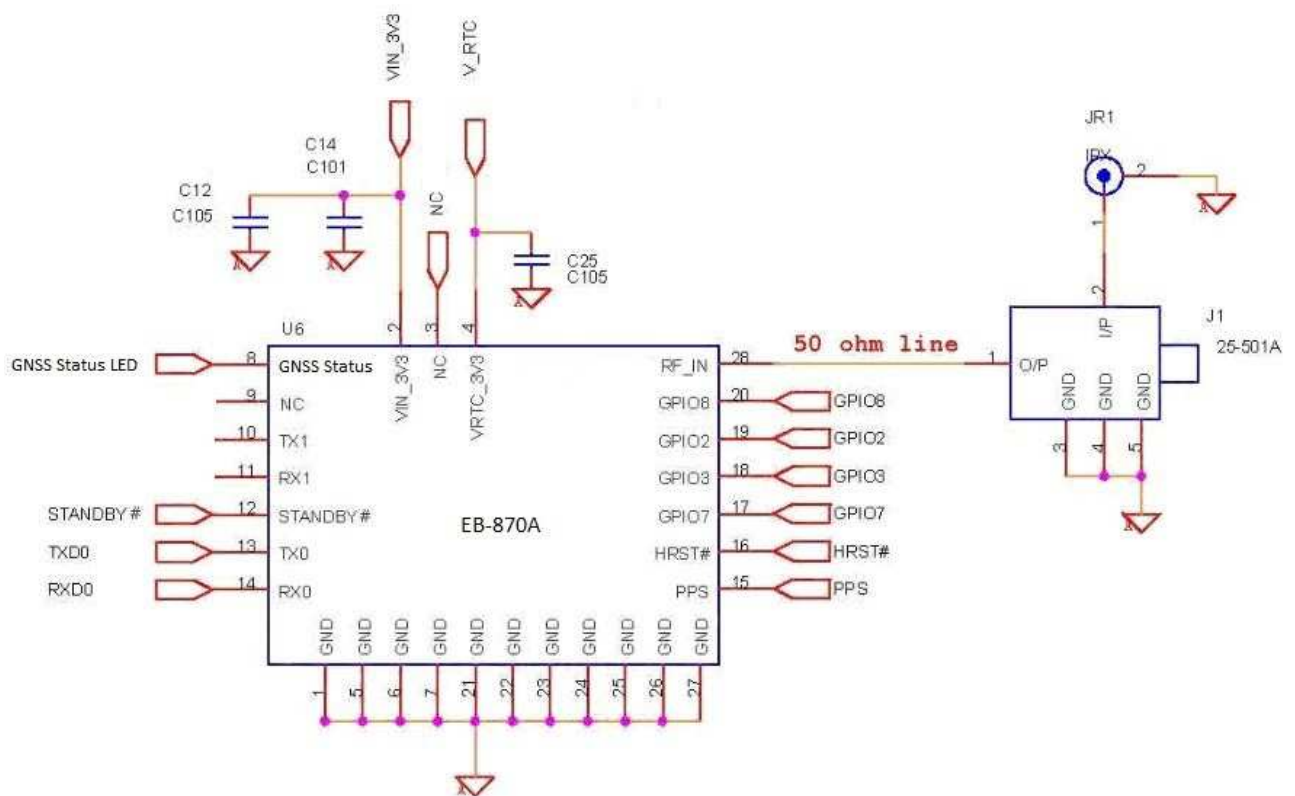 VIN_3V3
V_RTC
C14
C101
C12
C105
NC
C25
C105
JR1
IPX
2
1
2
I/P
J1
25-501A
1
O/P
GND
GND
GND
3
4
5
50 ohm line
U6
2
3
4
VIN_3V3
NC
VRTC_3V3
GNSS Status LED
8
GNSS Status
9
NC
10
TX1
11
RX1
STANDBY#
12
STANDBY#
TXD0
13
TX0
RXD0
14
RX0
EB-870A
RF_IN
28
GPIO8
20
GPIO8
GPIO2
19
GPIO2
GPIO3
18
GPIO3
GPIO7
17
GPIO7
HRST#
16
HRST#
PPS
15
PPS
GND
GND
GND
GND
GND
GND
GND
GND
GND
GND
GND
1
5
6
7
21
22
23
24
25
26
27
A
A
A
A
A
A